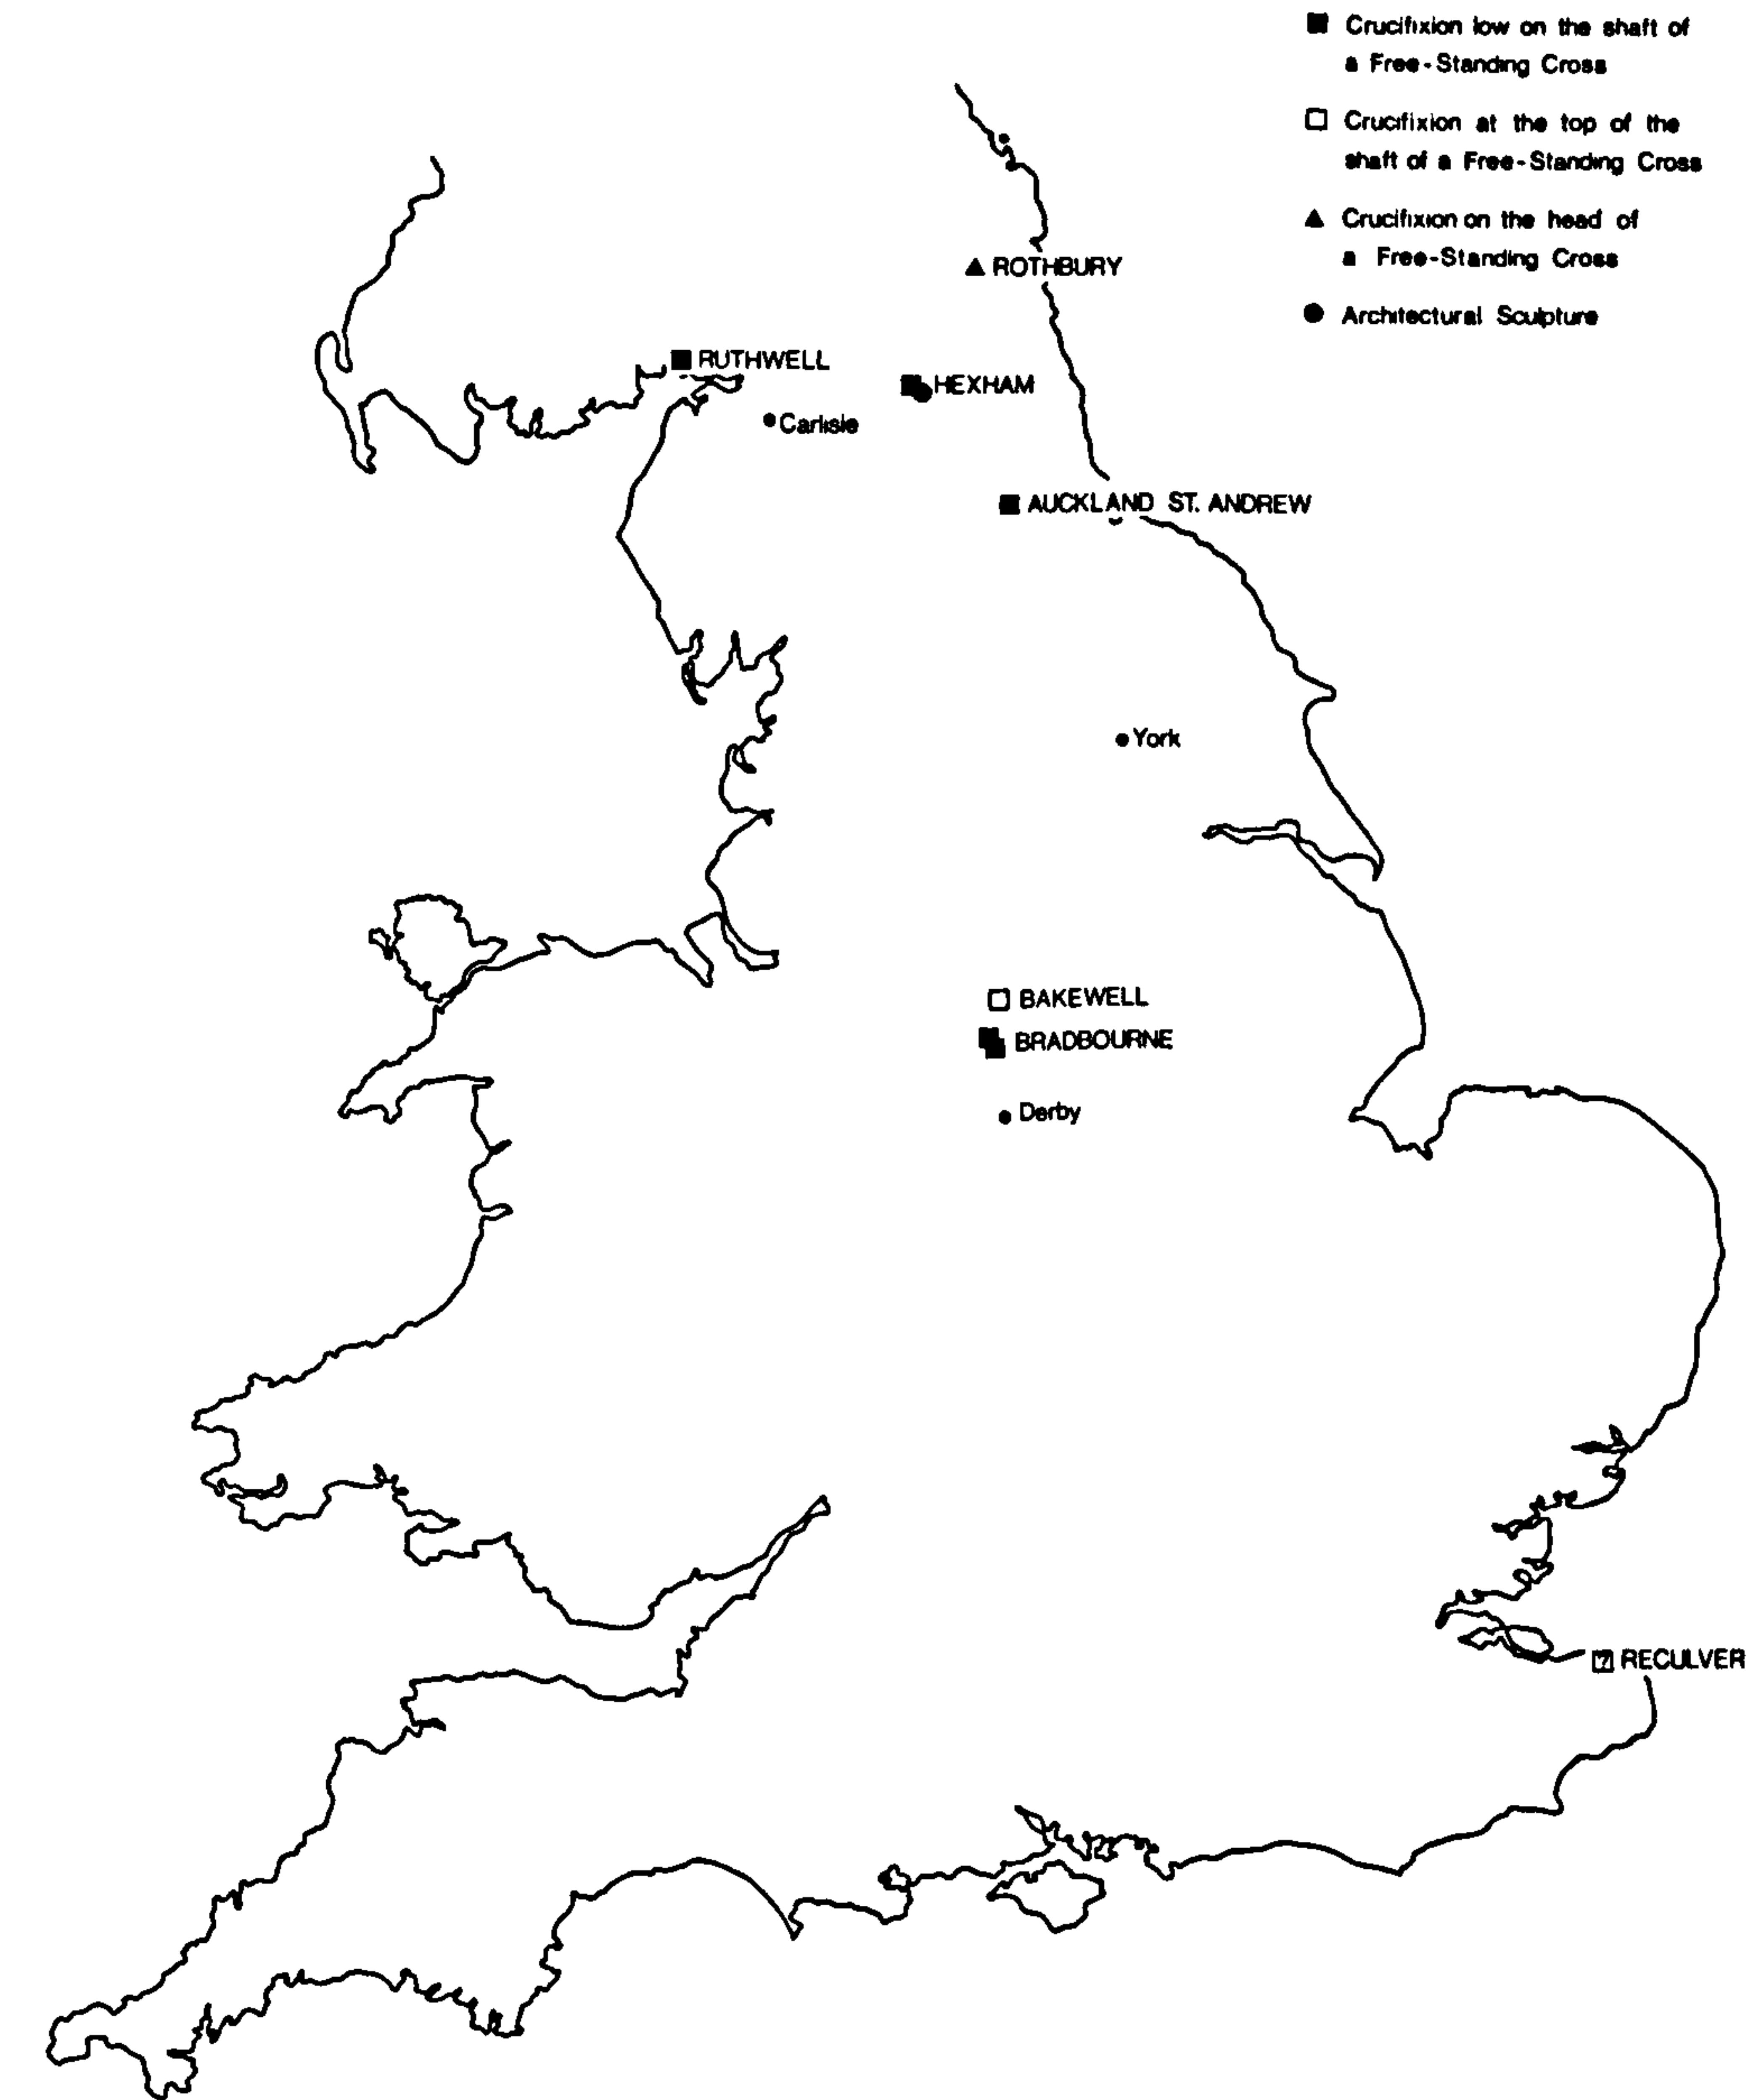 Crucifixion low on the shaft of
a Free-Standing Cross
Crucifixion at the top of the
shaft of a Free-Standing Cross
Crucifixion on the head of
a Free-Standing Cross
Architectural Sculpture
ROTHBURY
RUTHWELL
HEXHAM
Carlisle
AUCKLAND ST. ANDREW
York
BAKEWELL
BRADBOURNE
Derby
? RECULVER